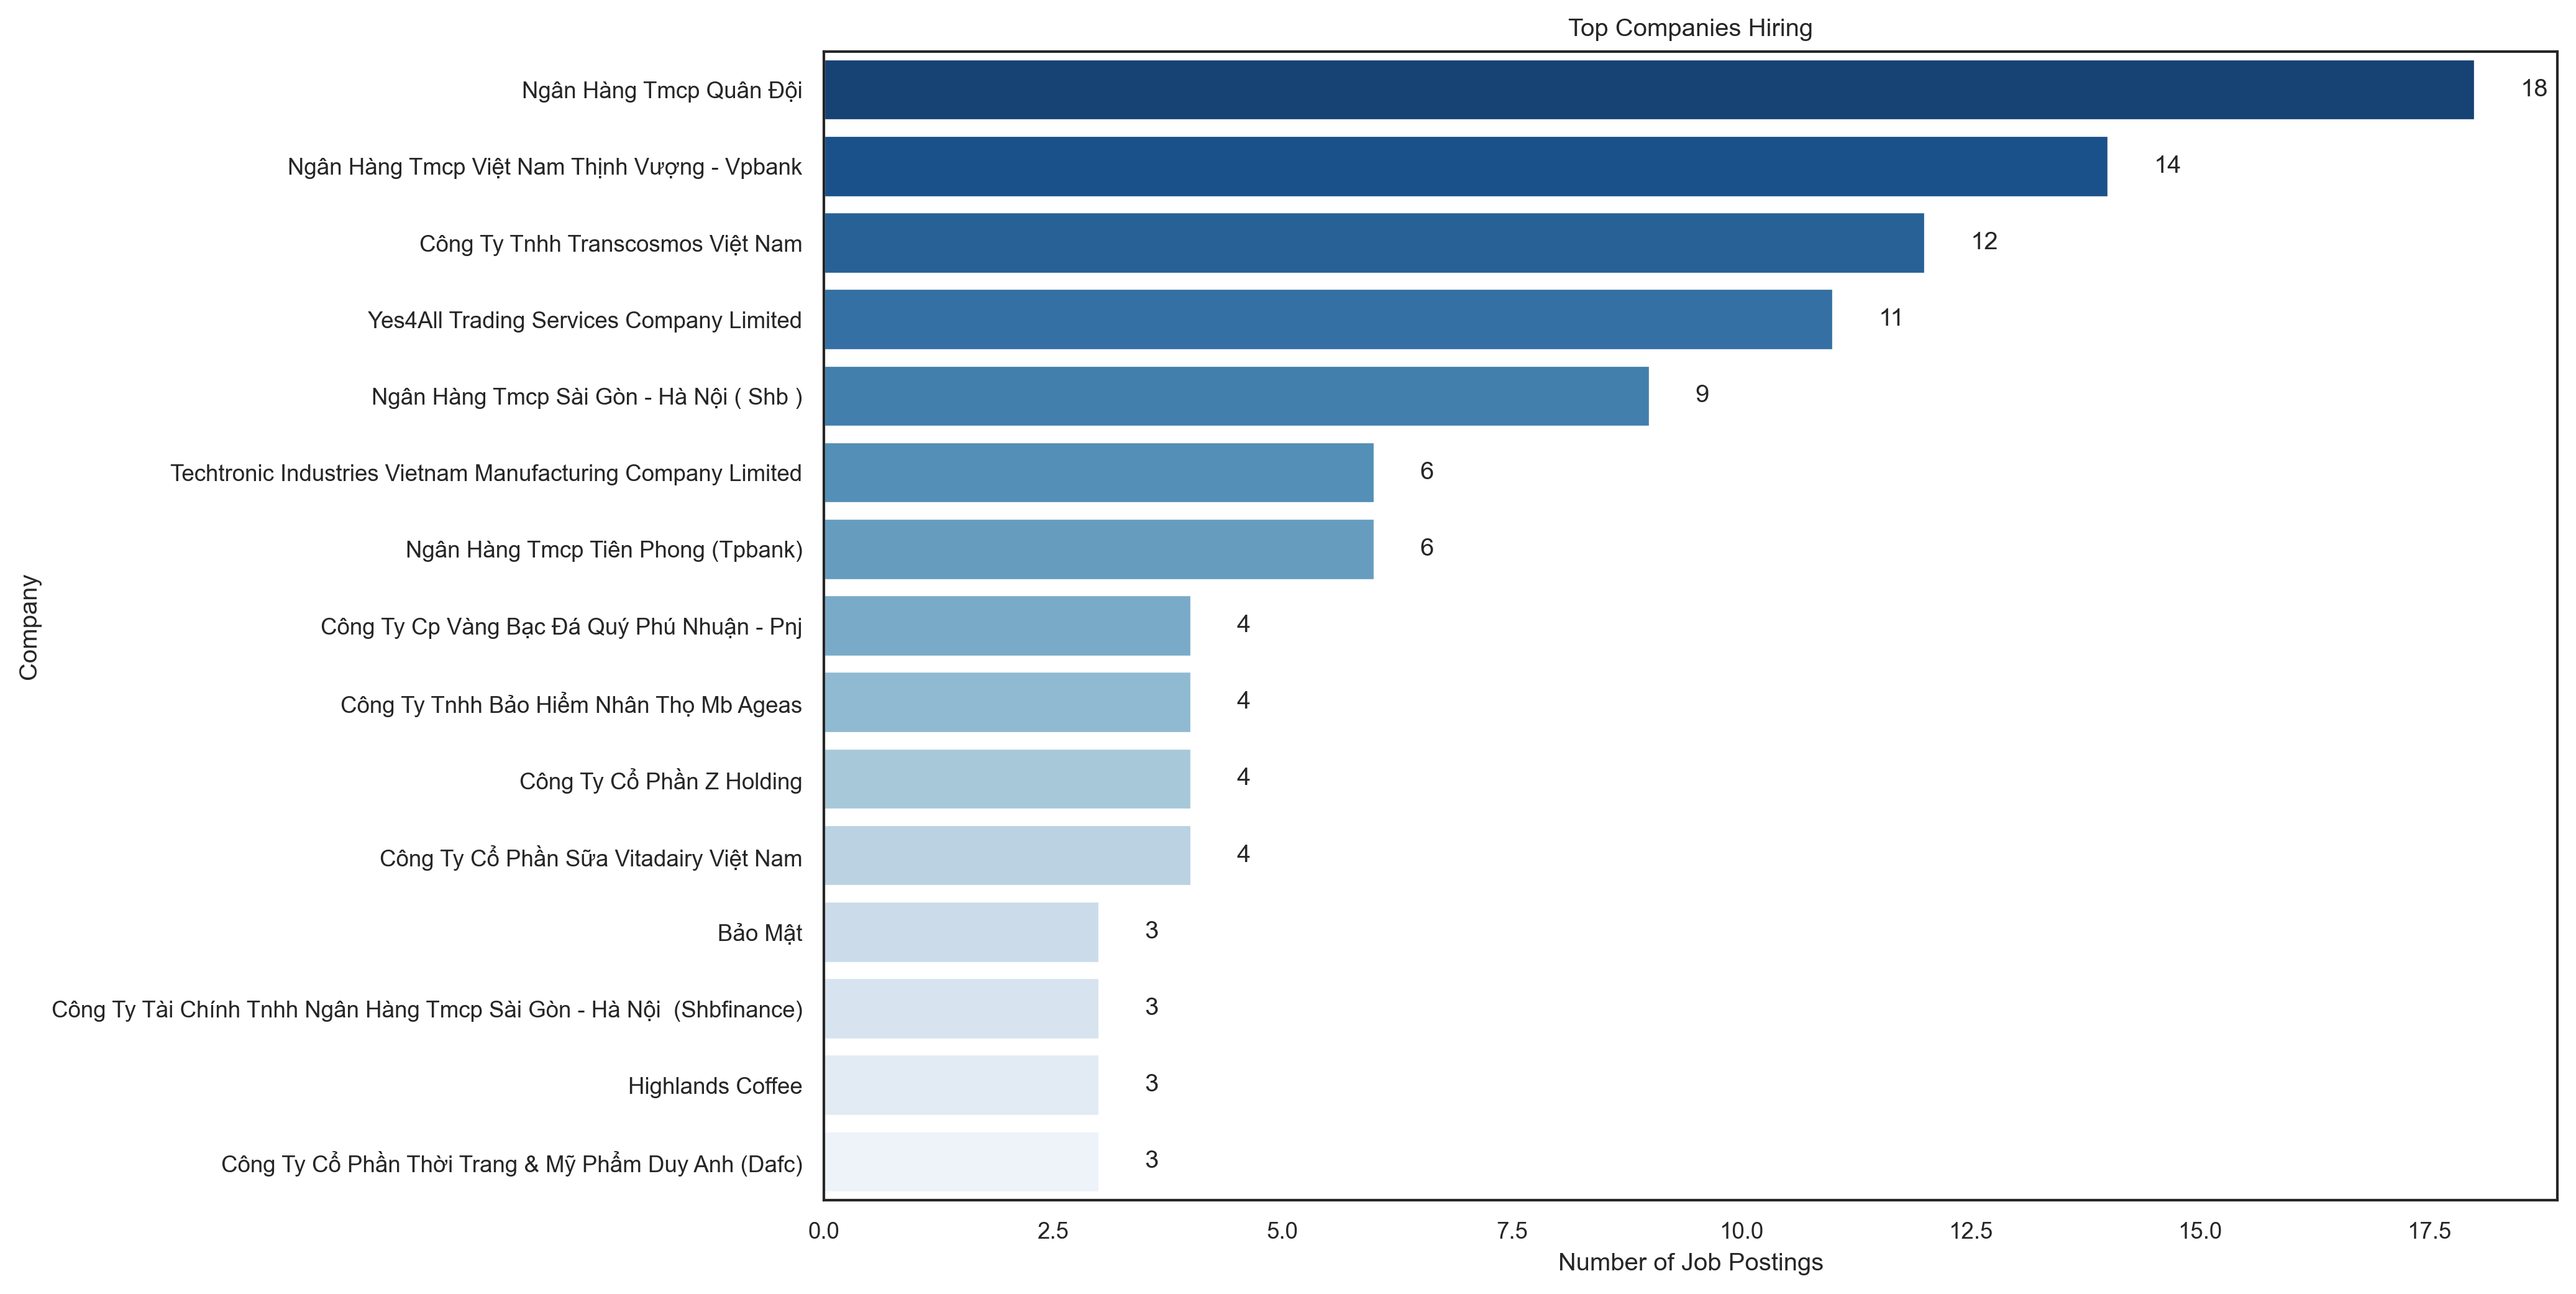 Top Companies Hiring
Ngân Hàng Tmcp Quân Đội
18
Ngân Hàng Tmcp Việt Nam Thịnh Vượng - Vpbank
14
Công Ty Tnhh Transcosmos Việt Nam
12
Yes4All Trading Services Company Limited
11
Ngân Hàng Tmcp Sài Gòn - Hà Nội ( Shb )
9
Techtronic Industries Vietnam Manufacturing Company Limited
6
Ngân Hàng Tmcp Tiên Phong (Tpbank)
6
Công Ty Cp Vàng Bạc Đá Quý Phú Nhuận - Pnj
4
Công Ty Tnhh Bảo Hiểm Nhân Thọ Mb Ageas
4
Công Ty Cổ Phần Z Holding
4
Công Ty Cổ Phần Sữa Vitadairy Việt Nam
4
Bảo Mật
3
Công Ty Tài Chính Tnhh Ngân Hàng Tmcp Sài Gòn - Hà Nội  (Shbfinance)
3
Highlands Coffee
3
Công Ty Cổ Phần Thời Trang & Mỹ Phẩm Duy Anh (Dafc)
3
Company
0.0 2.5 5.0 7.5 10.0 12.5 15.0 17.5
Number of Job Postings